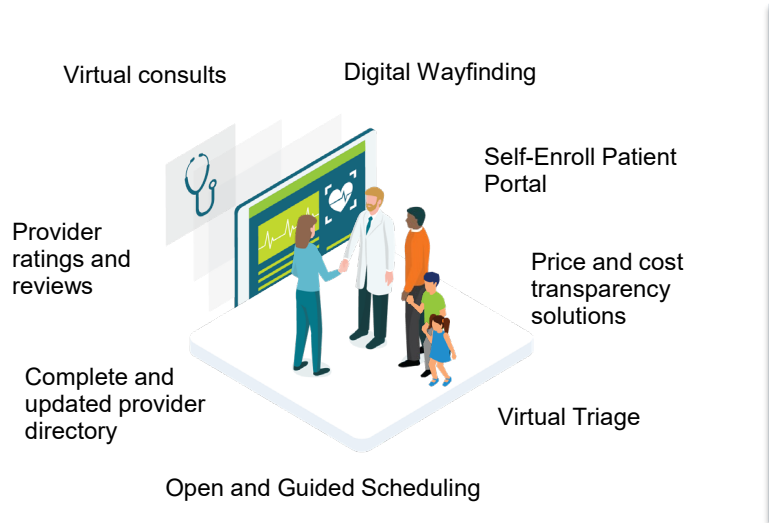 Virtual consults
Digital Wayfinding
Self-Enroll Patient
Portal
Provider
ratings and
reviews
Price and cost
transparency
solutions
Complete and
updated provider
directory
Virtual Triage
Open and Guided Scheduling